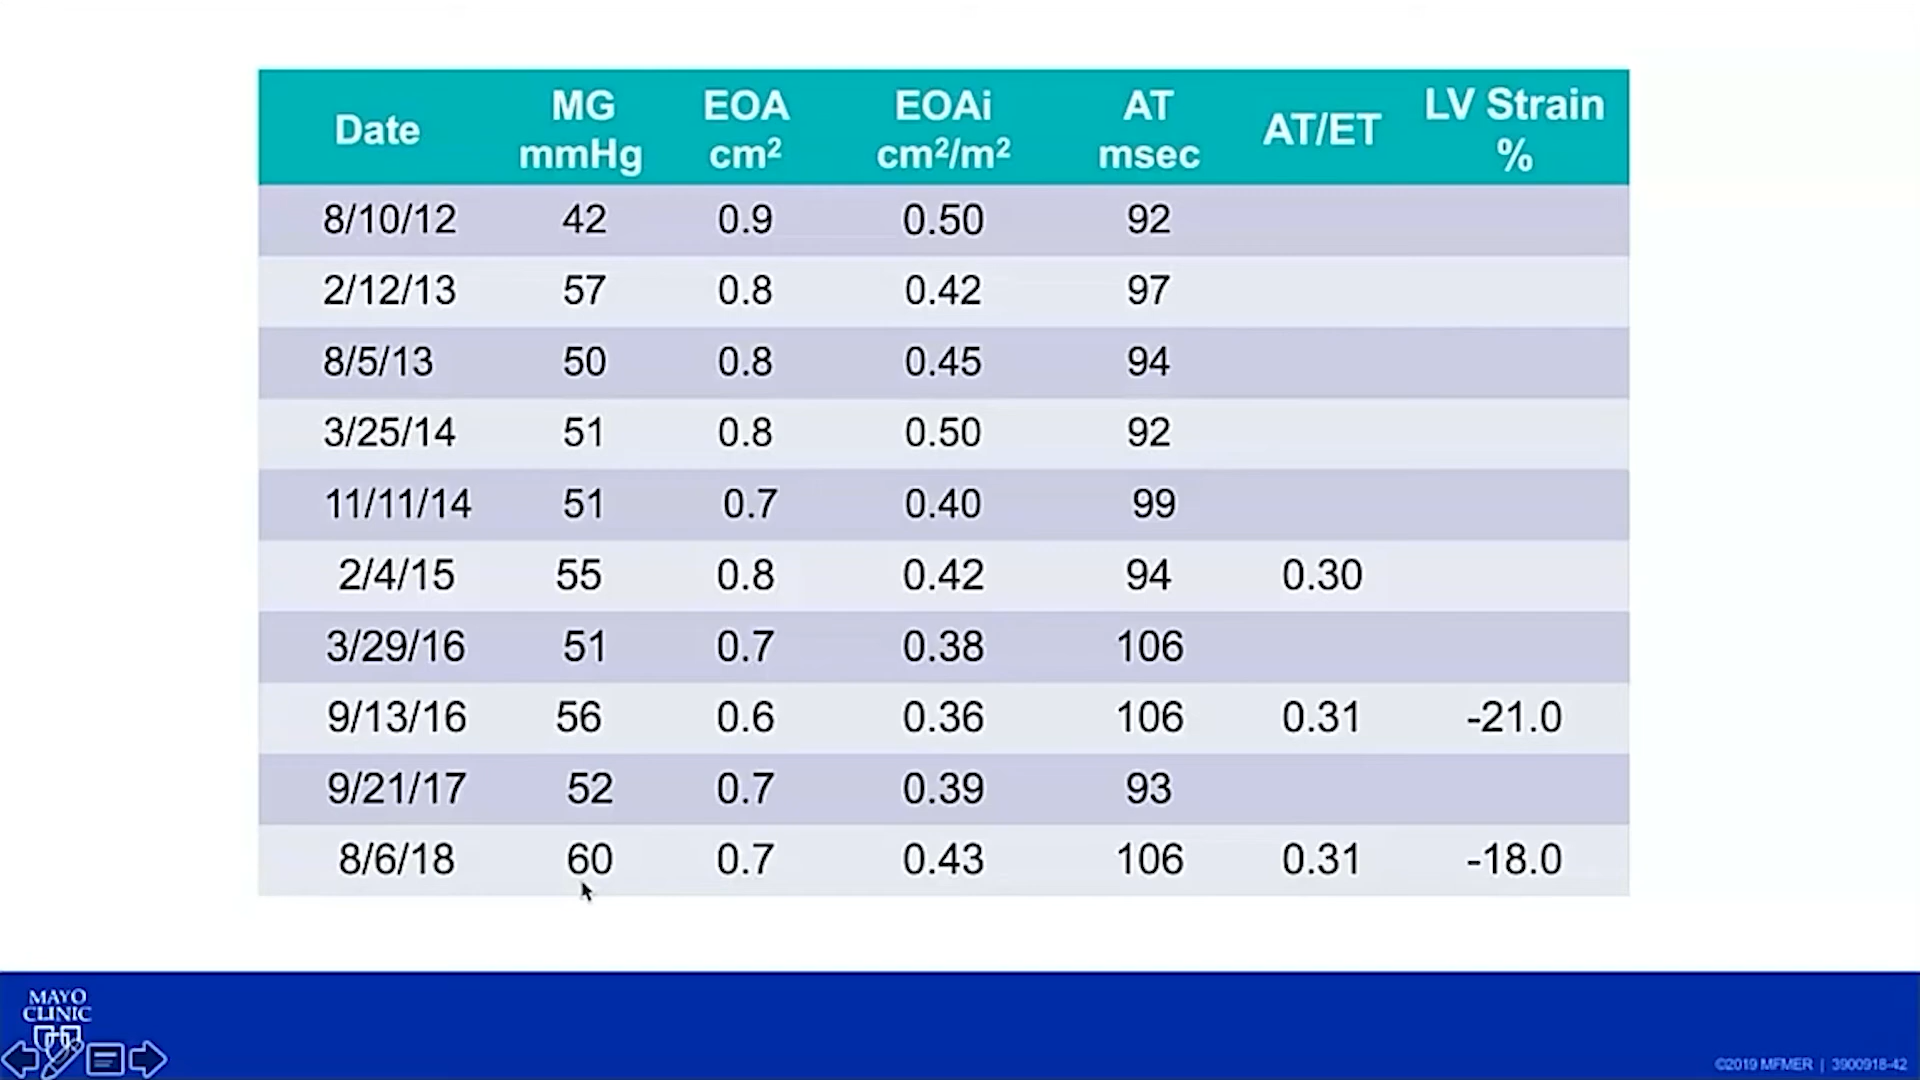 Date MG mmHg EOA cm² EOAi cm²/m² AT msec AT/ET LV Strain %
8/10/12 42 0.9 0.50 92
2/12/13 57 0.8 0.42 97
8/5/13 50 0.8 0.45 94
3/25/14 51 0.8 0.50 92
11/11/14 51 0.7 0.40 99
2/4/15 55 0.8 0.42 94 0.30
3/29/16 51 0.7 0.38 106
9/13/16 56 0.6 0.36 106 0.31 -21.0
9/21/17 52 0.7 0.39 93
8/6/18 60 0.7 0.43 106 0.31 -18.0
MAYO
CLINIC
©2019 MFMER | 3900918-42